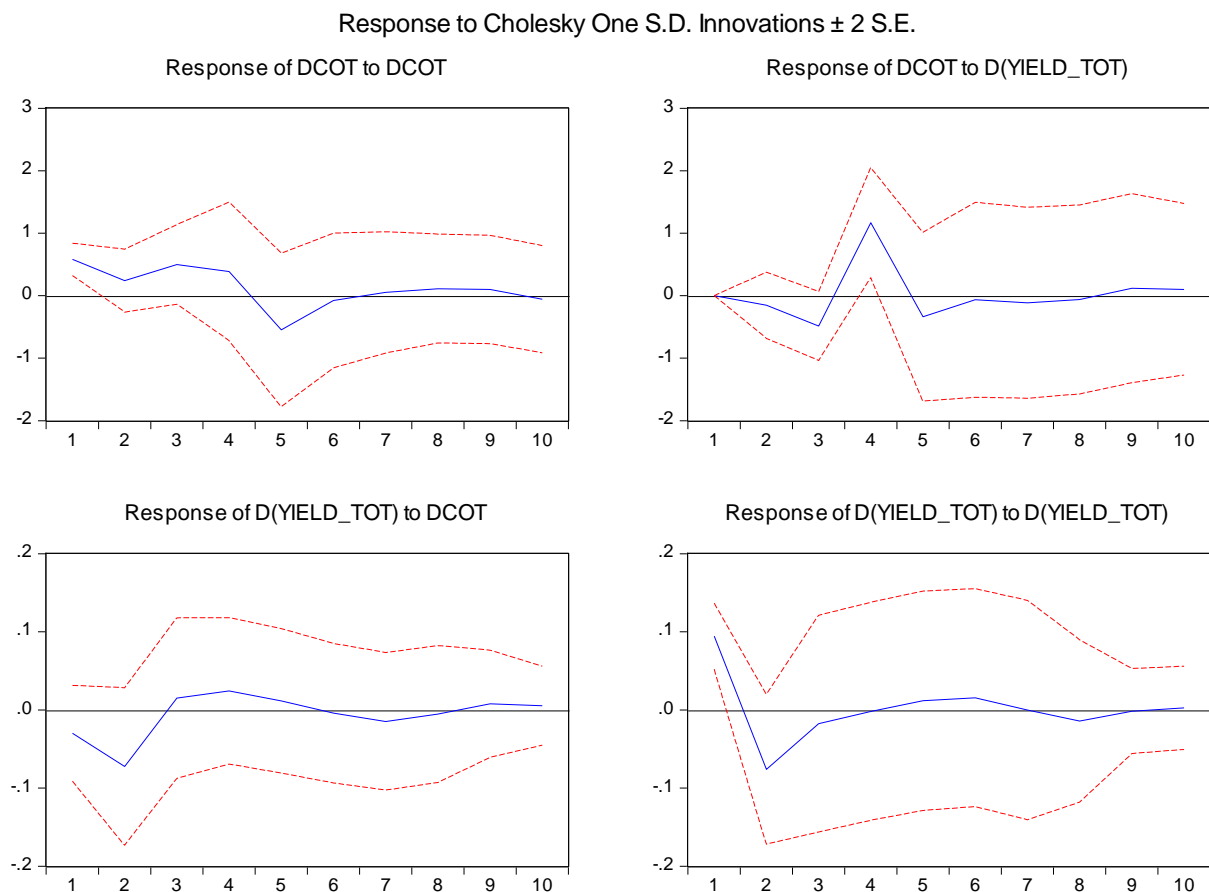 Response to Cholesky One S.D. Innovations ± 2 S.E.
Response of DCOT to DCOT
3
2
1
0
-1
-2
1 2 3 4 5 6 7 8 9 10
Response of DCOT to D(YIELD_TOT)
3
2
1
0
-1
-2
1 2 3 4 5 6 7 8 9 10
Response of D(YIELD_TOT) to DCOT
.2
.1
.0
-.1
-.2
1 2 3 4 5 6 7 8 9 10
Response of D(YIELD_TOT) to D(YIELD_TOT)
.2
.1
.0
-.1
-.2
1 2 3 4 5 6 7 8 9 10